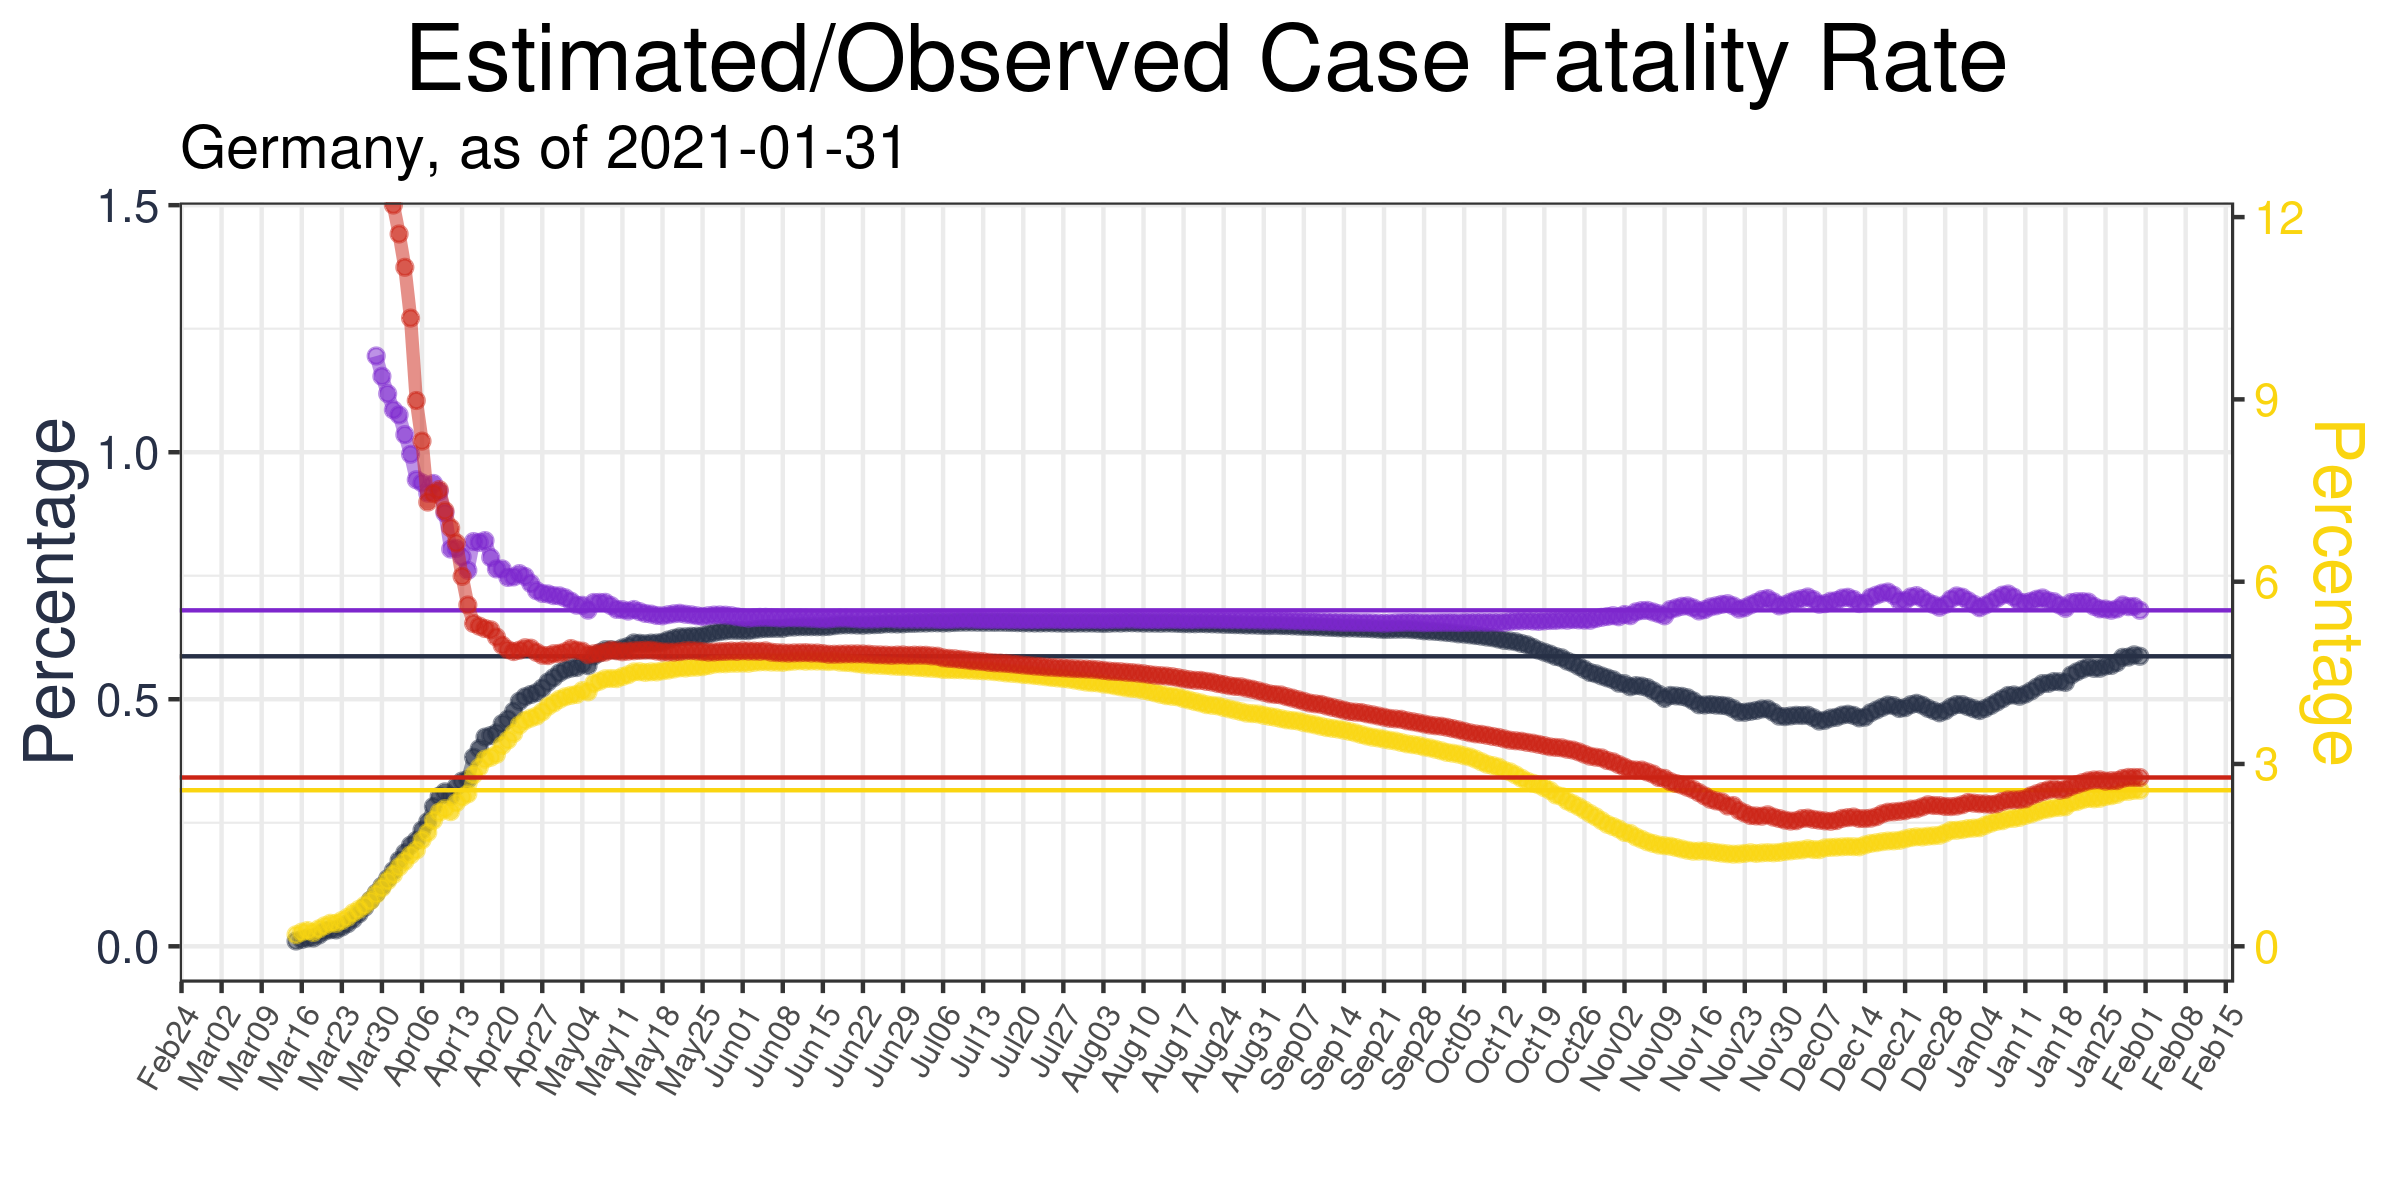 Estimated/Observed Case Fatality Rate
Germany, as of 2021-01-31
Percentage
1.5
1.0
0.5
0.0
12
9
6
3
0
Percentage
Feb24
Mar02
Mar09
Mar16
Mar23
Mar30
Apr06
Apr13
Apr20
Apr27
May04
May11
May18
May25
Jun01
Jun08
Jun15
Jun22
Jun29
Jul06
Jul13
Jul20
Jul27
Aug03
Aug10
Aug17
Aug24
Aug31
Sep07
Sep14
Sep21
Sep28
Oct05
Oct12
Oct19
Oct26
Nov02
Nov09
Nov16
Nov23
Nov30
Dec07
Dec14
Dec21
Dec28
Jan04
Jan11
Jan18
Jan25
Feb01
Feb08
Feb15